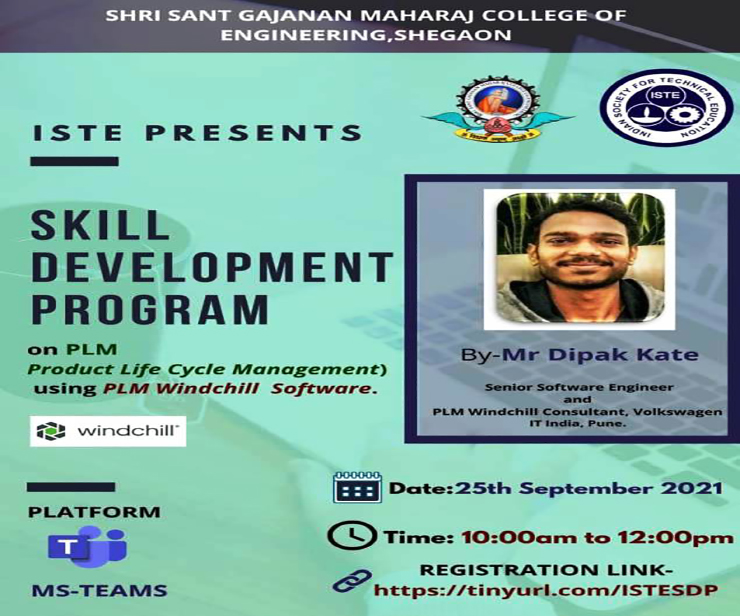 SHRI SANT GAJANAN MAHARAJ COLLEGE OF
ENGINEERING,SHEGAON
INDIAN SOCIETY FOR TECHNICAL EDUCATION
ISTE
ISTE PRESENTS
SKILL
DEVELOPMENT
PROGRAM
on PLM
Product Life Cycle Management)
using PLM Windchill Software.
windchill
By-Mr Dipak Kate
Senior Software Engineer
and
PLM Windchill Consultant, Volkswagen
IT India, Pune.
PLATFORM
T
MS-TEAMS
Date:25th September 2021
Time: 10:00am to 12:00pm
REGISTRATION LINK-
https://tinyurl.com/ISTESDP